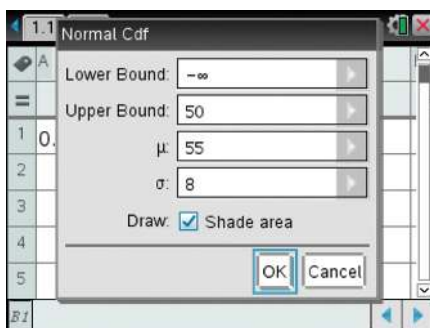 1.1
Normal Cdf
A
Lower Bound: -∞
=
Upper Bound: 50
1 0.
μ: 55
2
σ: 8
3
Draw: Shade area
4
OK Cancel
5
B1